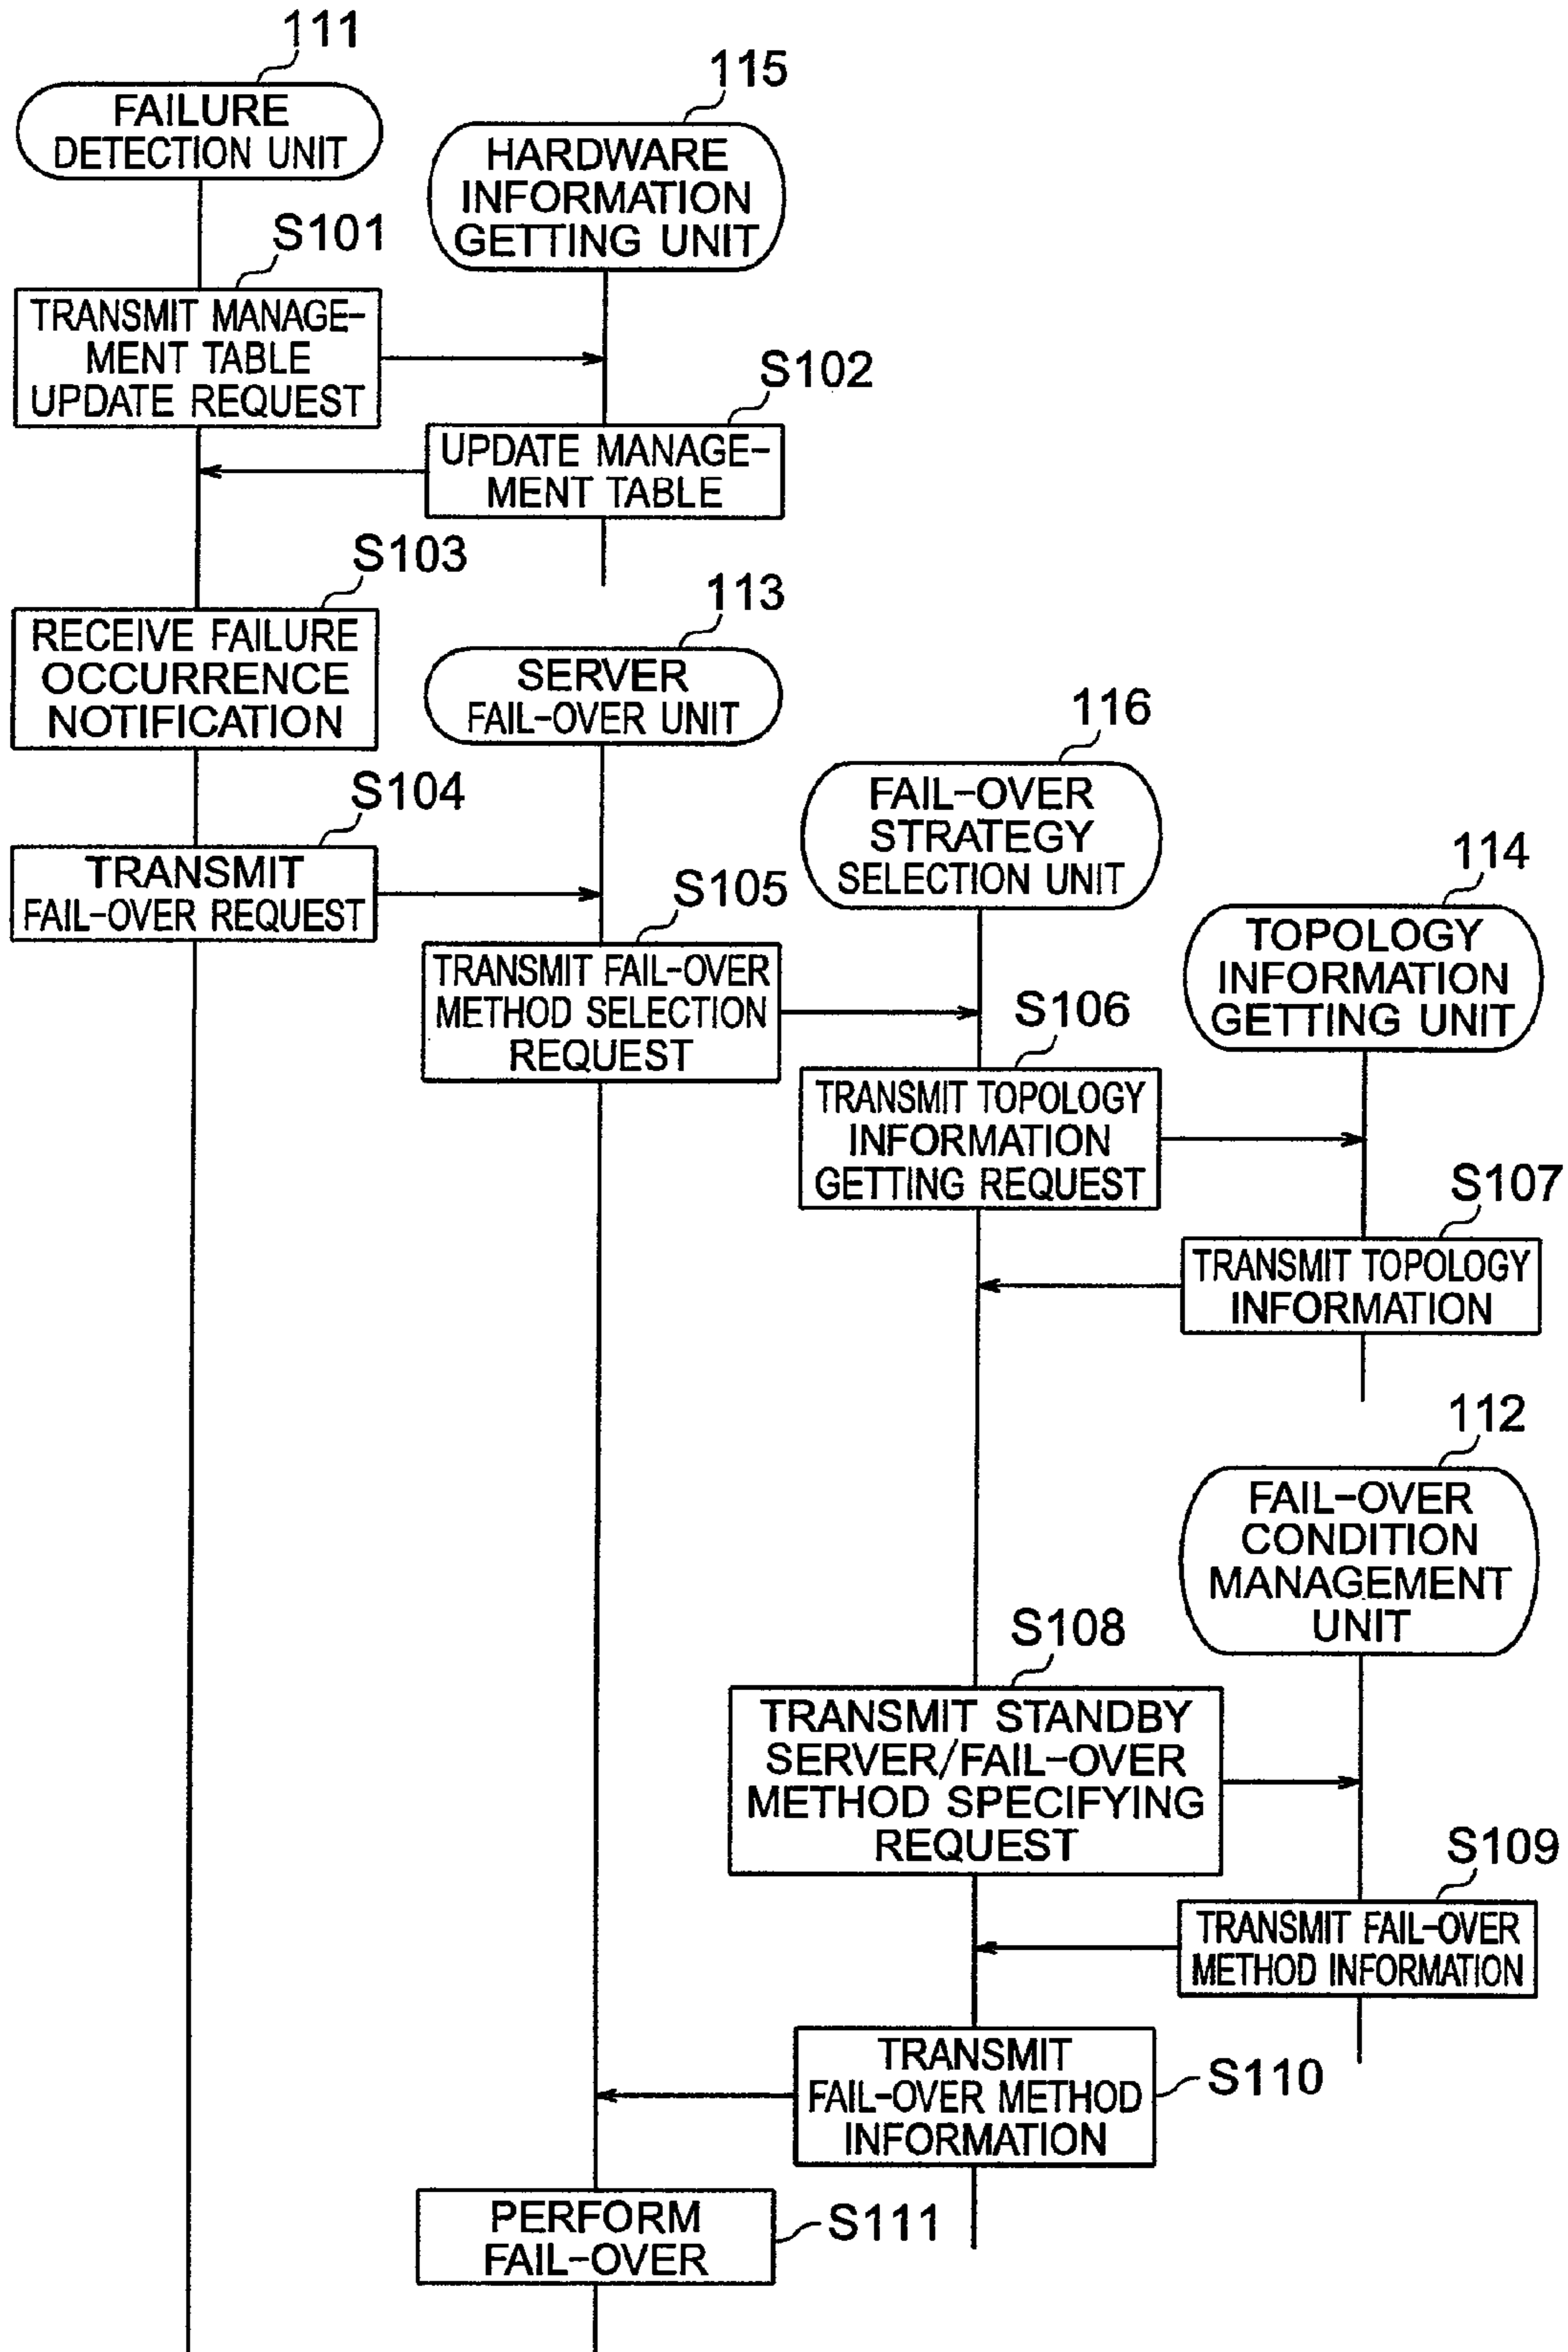 111
FAILURE
DETECTION UNIT
115
HARDWARE
INFORMATION
GETTING UNIT
S101
TRANSMIT MANAGE-
MENT TABLE
UPDATE REQUEST
S102
UPDATE MANAGE-
MENT TABLE
S103
RECEIVE FAILURE
OCCURRENCE
NOTIFICATION
113
SERVER
FAIL-OVER UNIT
S104
TRANSMIT
FAIL-OVER REQUEST
116
FAIL-OVER
STRATEGY
SELECTION UNIT
S105
TRANSMIT FAIL-OVER
METHOD SELECTION
REQUEST
114
TOPOLOGY
INFORMATION
GETTING UNIT
S106
TRANSMIT TOPOLOGY
INFORMATION
GETTING REQUEST
S107
TRANSMIT TOPOLOGY
INFORMATION
112
FAIL-OVER
CONDITION
MANAGEMENT
UNIT
S108
TRANSMIT STANDBY
SERVER/FAIL-OVER
METHOD SPECIFYING
REQUEST
S109
TRANSMIT FAIL-OVER
METHOD INFORMATION
TRANSMIT
FAIL-OVER METHOD
INFORMATION
S110
PERFORM
FAIL-OVER
S111